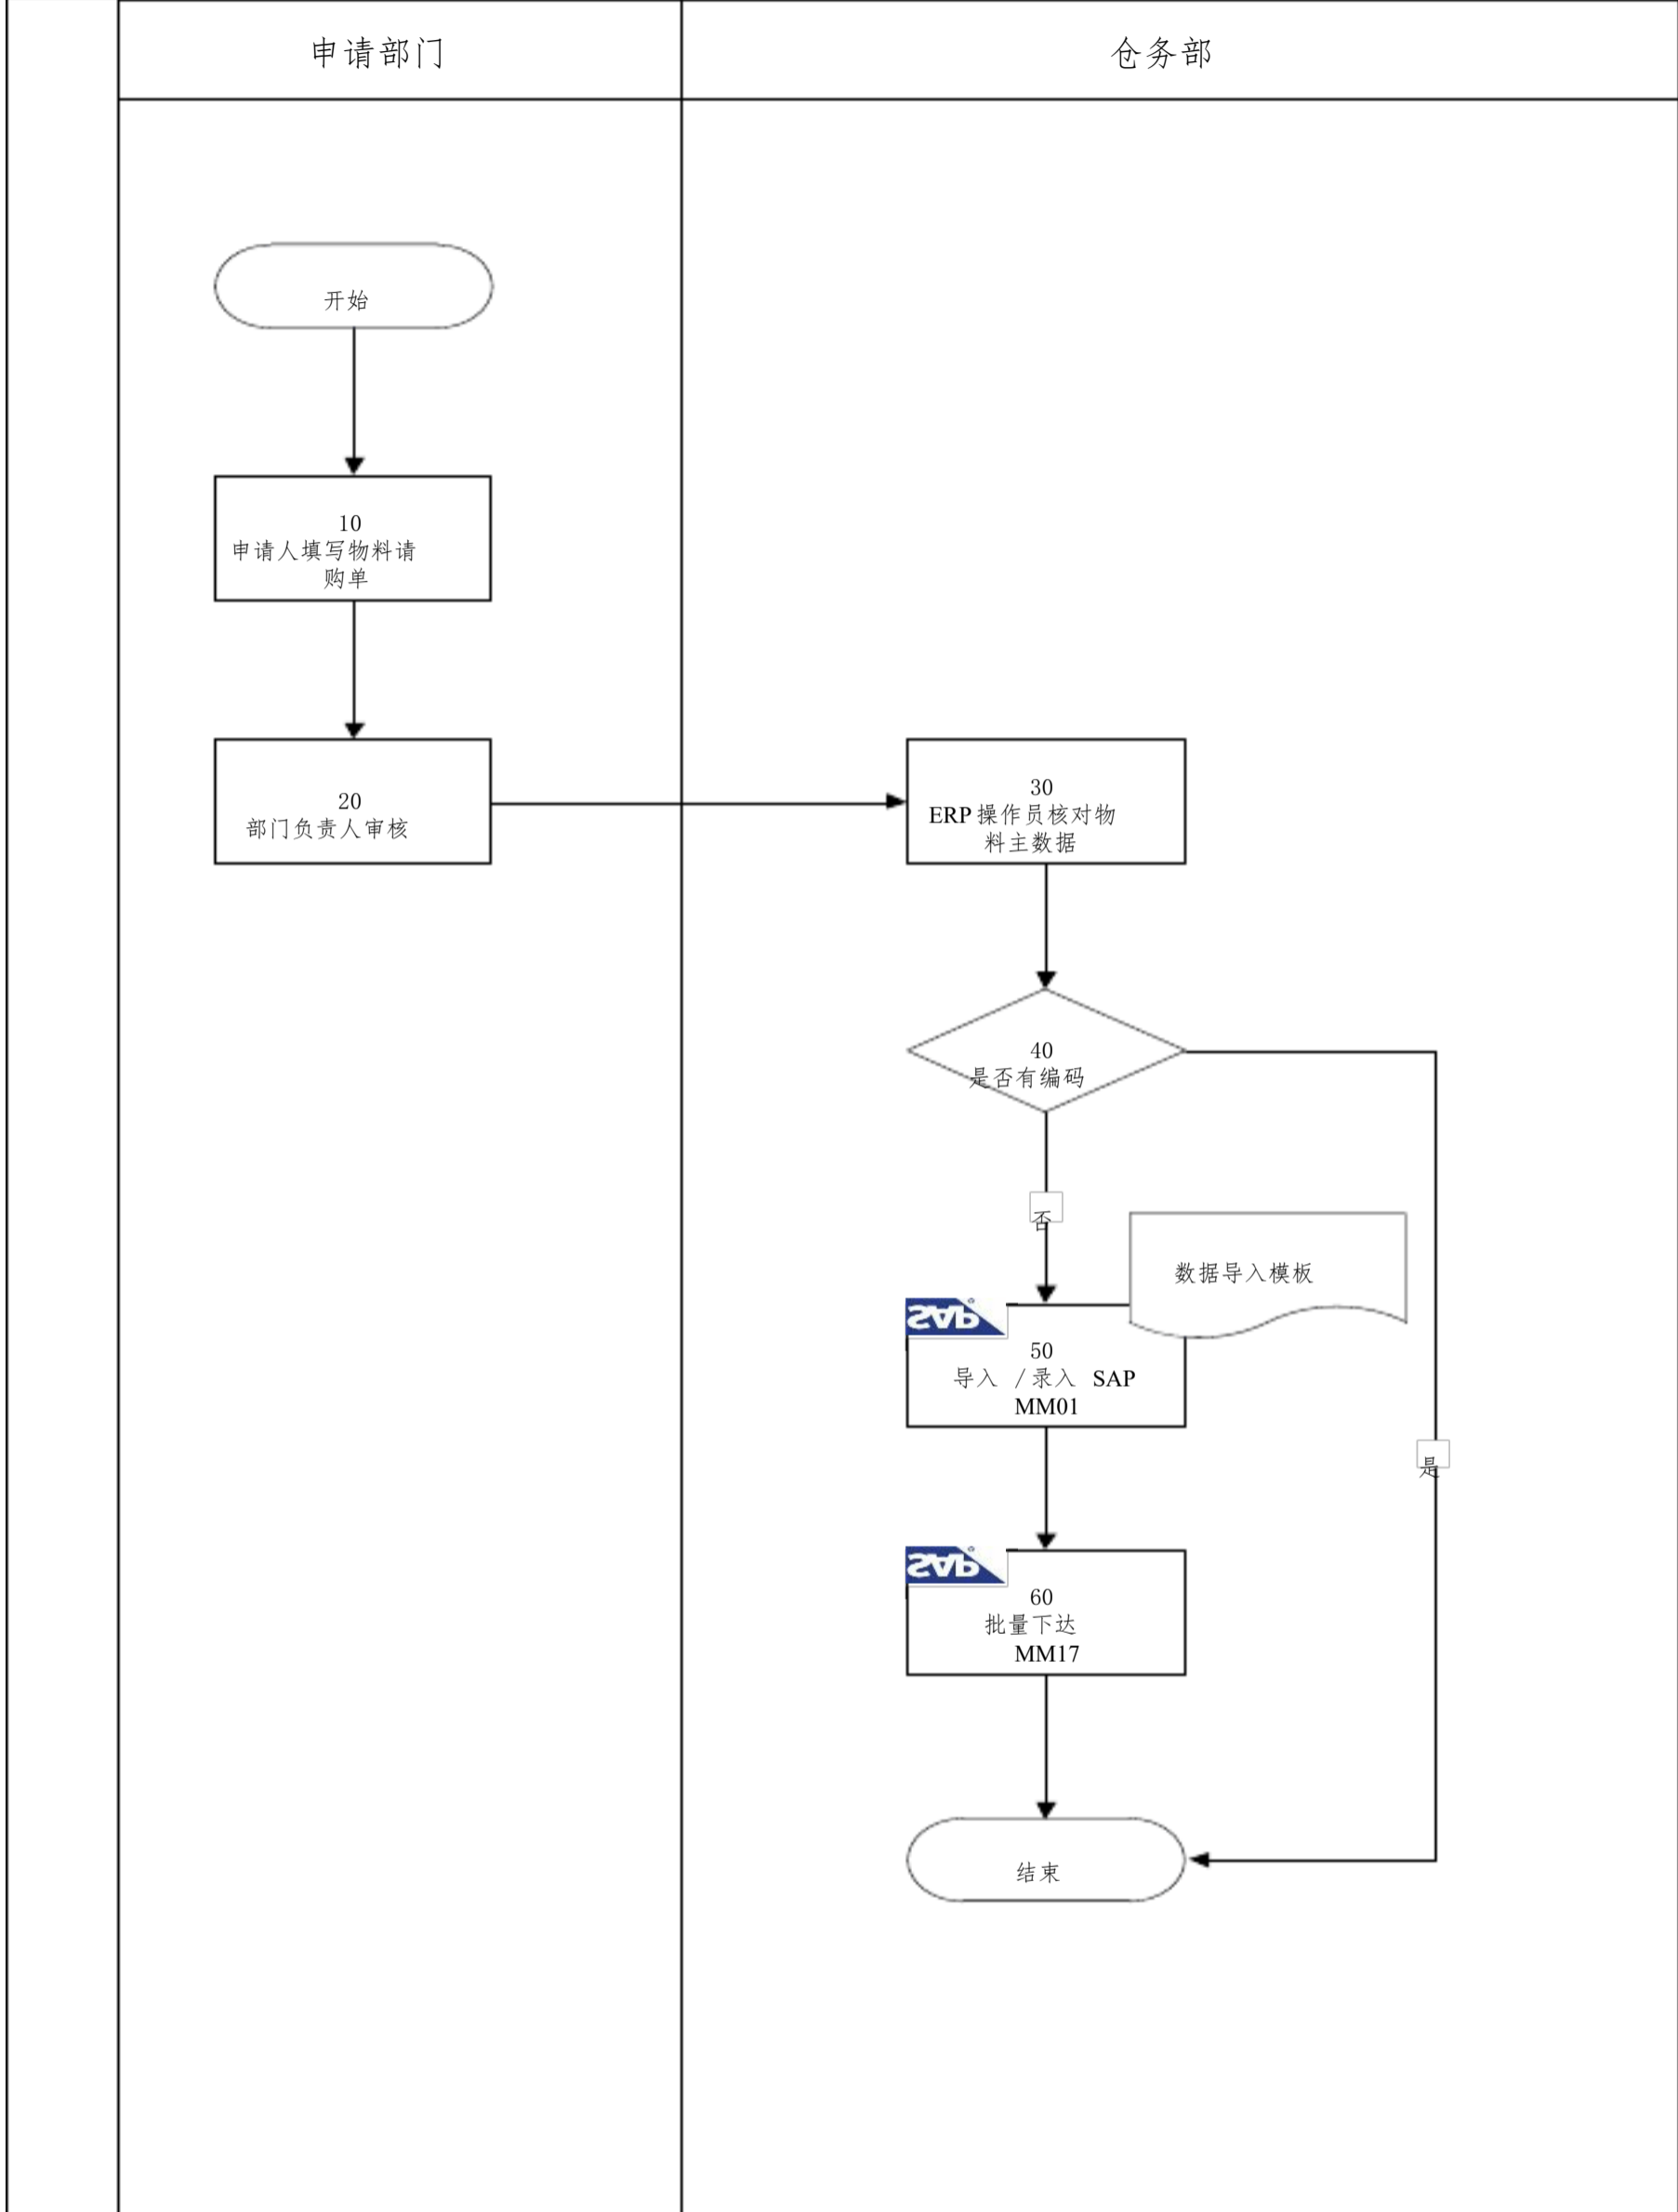 申请部门
仓务部
开始
10
申请人填写物料请
购单
20
部门负责人审核
30
ERP 操作员核对物
料主数据
40
是否有编码
否
数据导入模板
SAP
50
导入 /录入 SAP
MM01
是
SAP
60
批量下达
MM17
结束